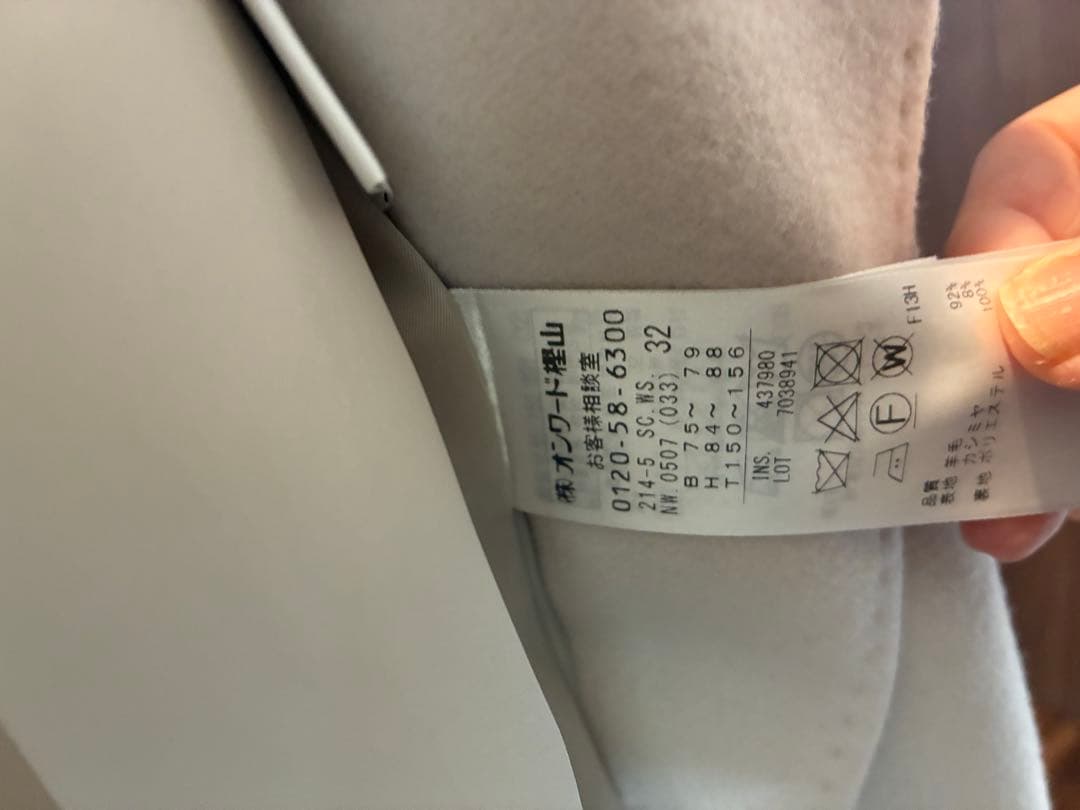 ㈱オンワード樫山
お客様相談室
0120-58-6300
214-5 SC.WS.
NW.0507 (033) 32
B 75~ 79
H 84~ 88
T150~156
INS. 437980
LOT 7038941
F W
F13H
品質
表地 羊毛 92%
カシミヤ 8%
裏地 ポリエステル 100%